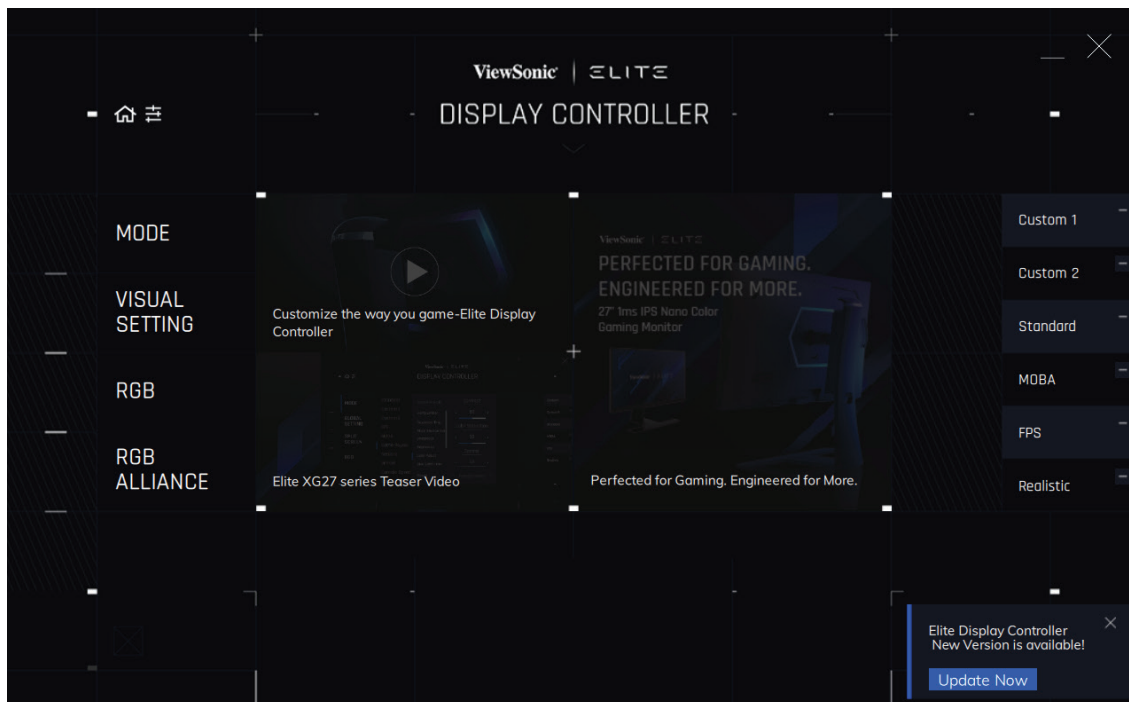 ViewSonic ELITE
DISPLAY CONTROLLER
MODE
VISUAL
SETTING
RGB
RGB
ALLIANCE
Customize the way you game-Elite Display
Controller
Elite XG27 series Teaser Video
ViewSonic ELITE
PERFECTED FOR GAMING.
ENGINEERED FOR MORE.
27" 1ms IPS Nano Color
Gaming Monitor
Perfected for Gaming. Engineered for More.
Custom 1
Custom 2
Standard
MOBA
FPS
Realistic
Elite Display Controller
New Version is available!
Update Now